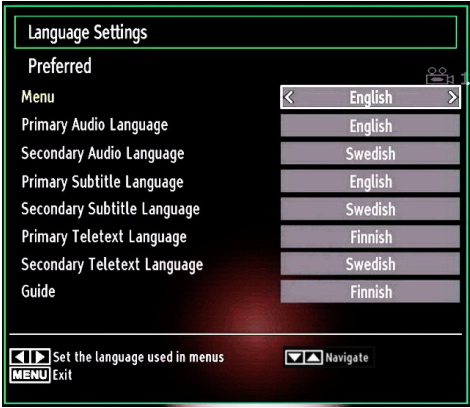 Language Settings
Preferred
1
Menu < English >
Primary Audio Language English
Secondary Audio Language Swedish
Primary Subtitle Language English
Secondary Subtitle Language Swedish
Primary Teletext Language Finnish
Secondary Teletext Language Swedish
Guide Finnish
Set the language used in menus Navigate
MENU Exit